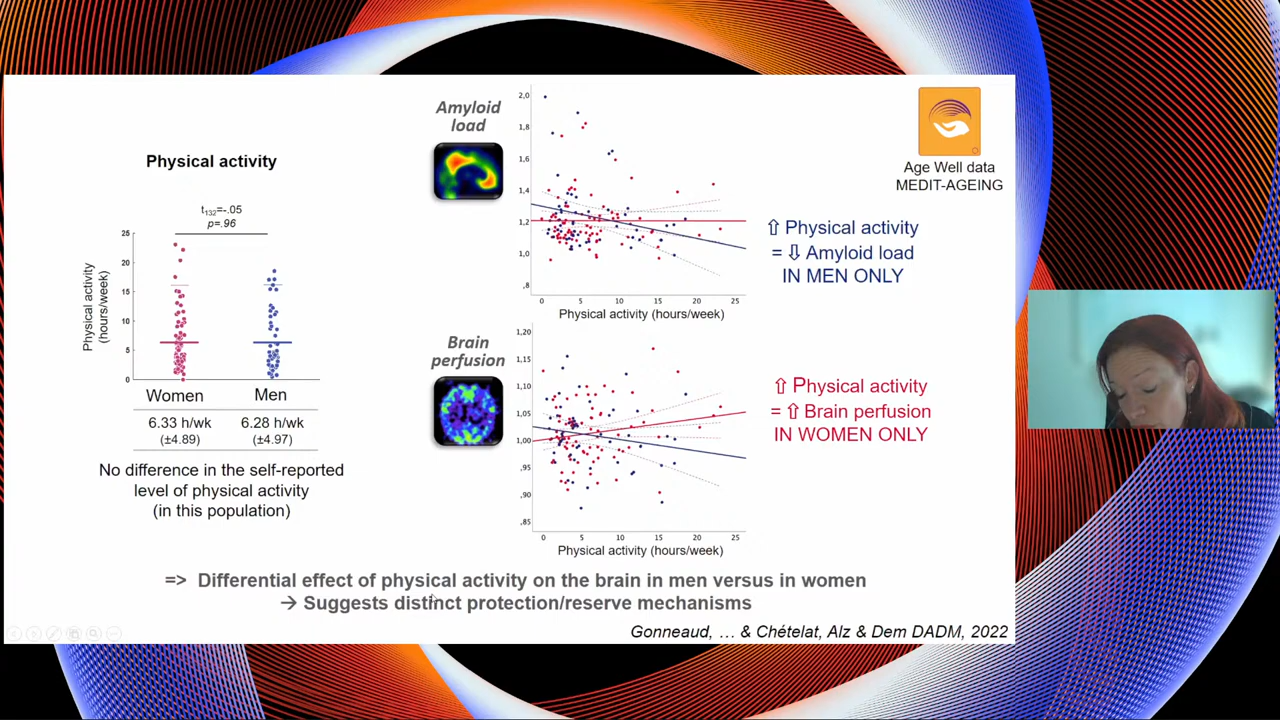 Physical activity
t132=-.05
p=.96
25
20
15
10
5
0
Physical activity
(hours/week)
Women
Men
6.33 h/wk
(±4.89)
6.28 h/wk
(±4.97)
No difference in the self-reported
level of physical activity
(in this population)
Amyloid
load
2,0
1,8
1,6
1,4
1,2
1,0
,8
0 5 10 15 20 25
Physical activity (hours/week)
Brain
perfusion
1,20
1,15
1,10
1,05
1,00
,95
,90
,85
0 5 10 15 20 25
Physical activity (hours/week)
Age Well data
MEDIT-AGEING
⇧ Physical activity
= ⇩ Amyloid load
IN MEN ONLY
⇧ Physical activity
= ⇧ Brain perfusion
IN WOMEN ONLY
=> Differential effect of physical activity on the brain in men versus in women
→ Suggests distinct protection/reserve mechanisms
Gonneaud, … & Chételat, Alz & Dem DADM, 2022